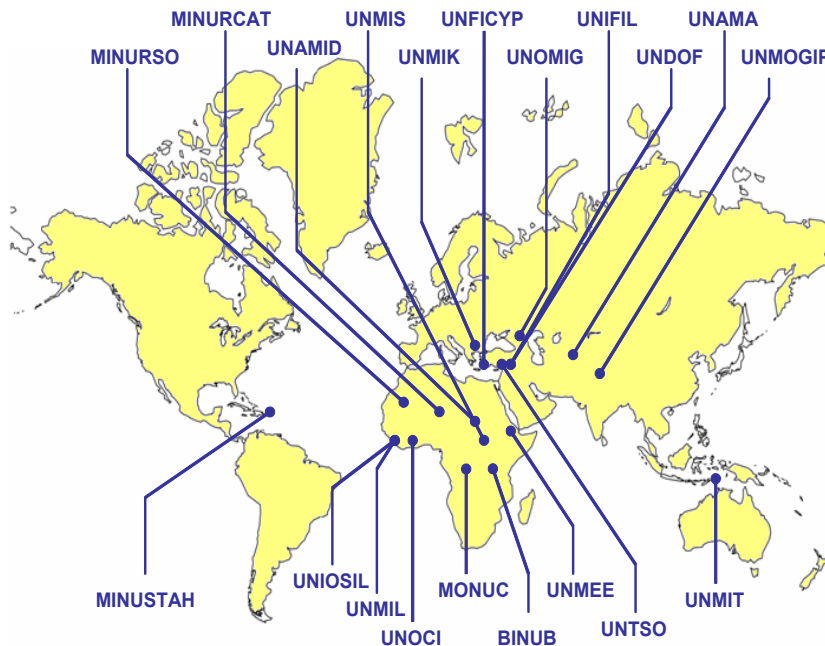 MINURCAT
UNMIS
UNFICYP
UNIFIL
UNAMA
MINURSO
UNAMID
UNMIK
UNOMIG
UNDOF
UNMOGIP
MINUSTAH
UNIOSIL
UNMIL
UNOCI
MONUC
BINUB
UNMEE
UNTSO
UNMIT